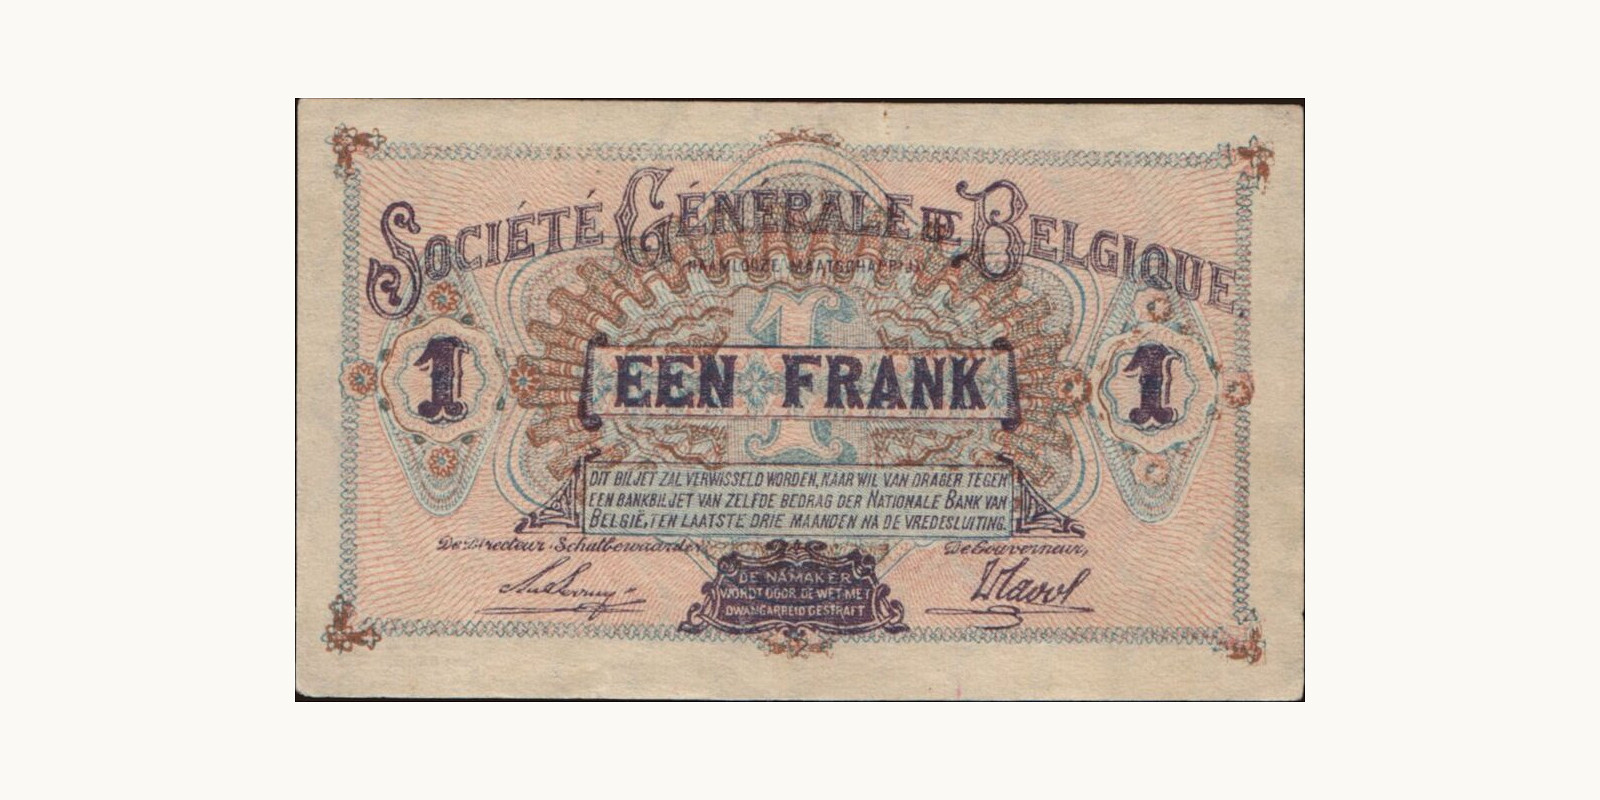 SOCIÉTÉ GÉNÉRALE DE BELGIQUE.
NAAMLOOZE MAATSCHAPPIJ
1
EEN FRANK
1
1
DIT BILJET ZAL VERWISSELD WORDEN, NAAR WIL VAN DRAGER TEGEN
EEN BANKBILJET VAN ZELFDE BEDRAG DER NATIONALE BANK VAN
BELGIË, TEN LAATSTE DRIE MAANDEN NA DE VREDESLUITING.
De Directeur-Schatbewaarder
De Gouverneur,
DE NAMAKER
WORDT DOOR DE WET MET
DWANGARBEID GESTRAFT